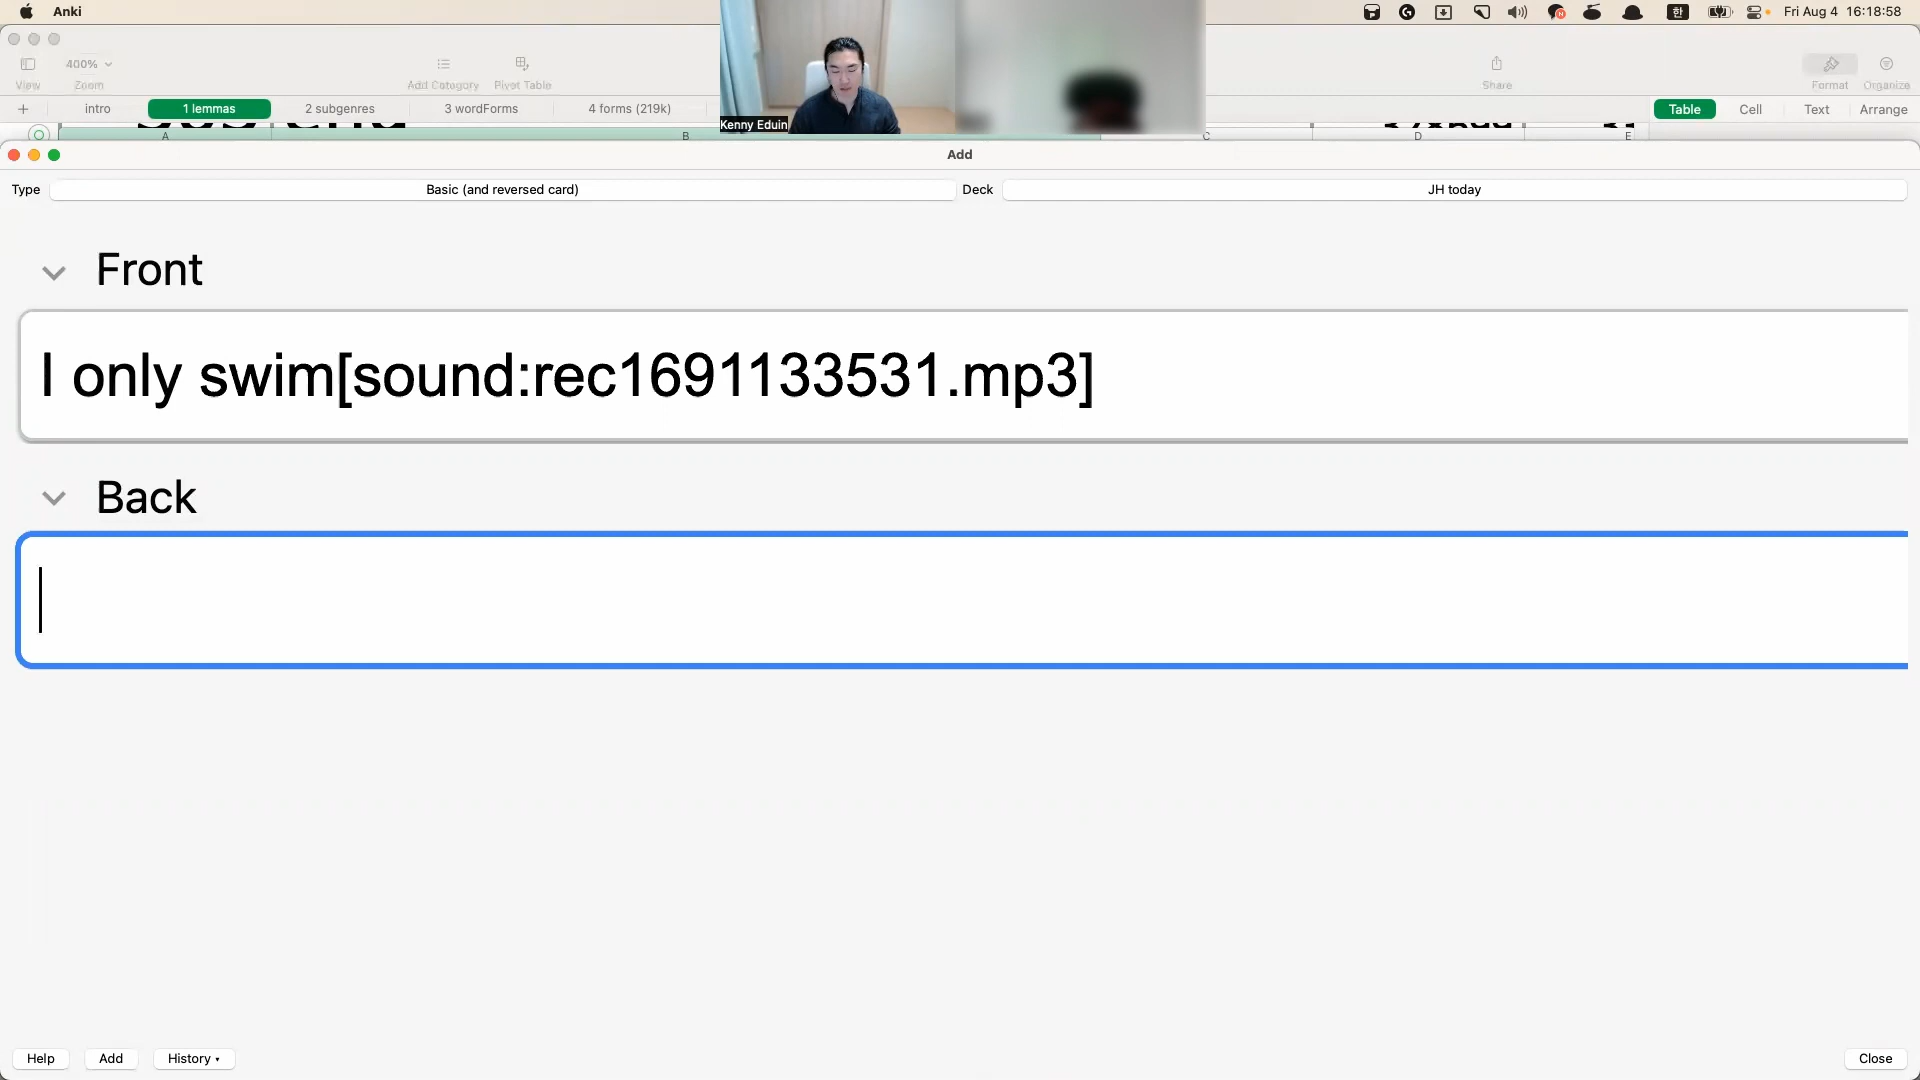 Anki
한
Fri Aug 4 16:18:58
400%
View
Zoom
Add Category
Pivot Table
Share
Format
Organize
intro
1 lemmas
2 subgenres
3 wordForms
4 forms (219k)
Table
Cell
Text
Arrange
Kenny Eduin
A
B
C
D
E
Add
Type
Basic (and reversed card)
Deck
JH today
Front
I only swim[sound:rec1691133531.mp3]
Back
Help
Add
History
Close